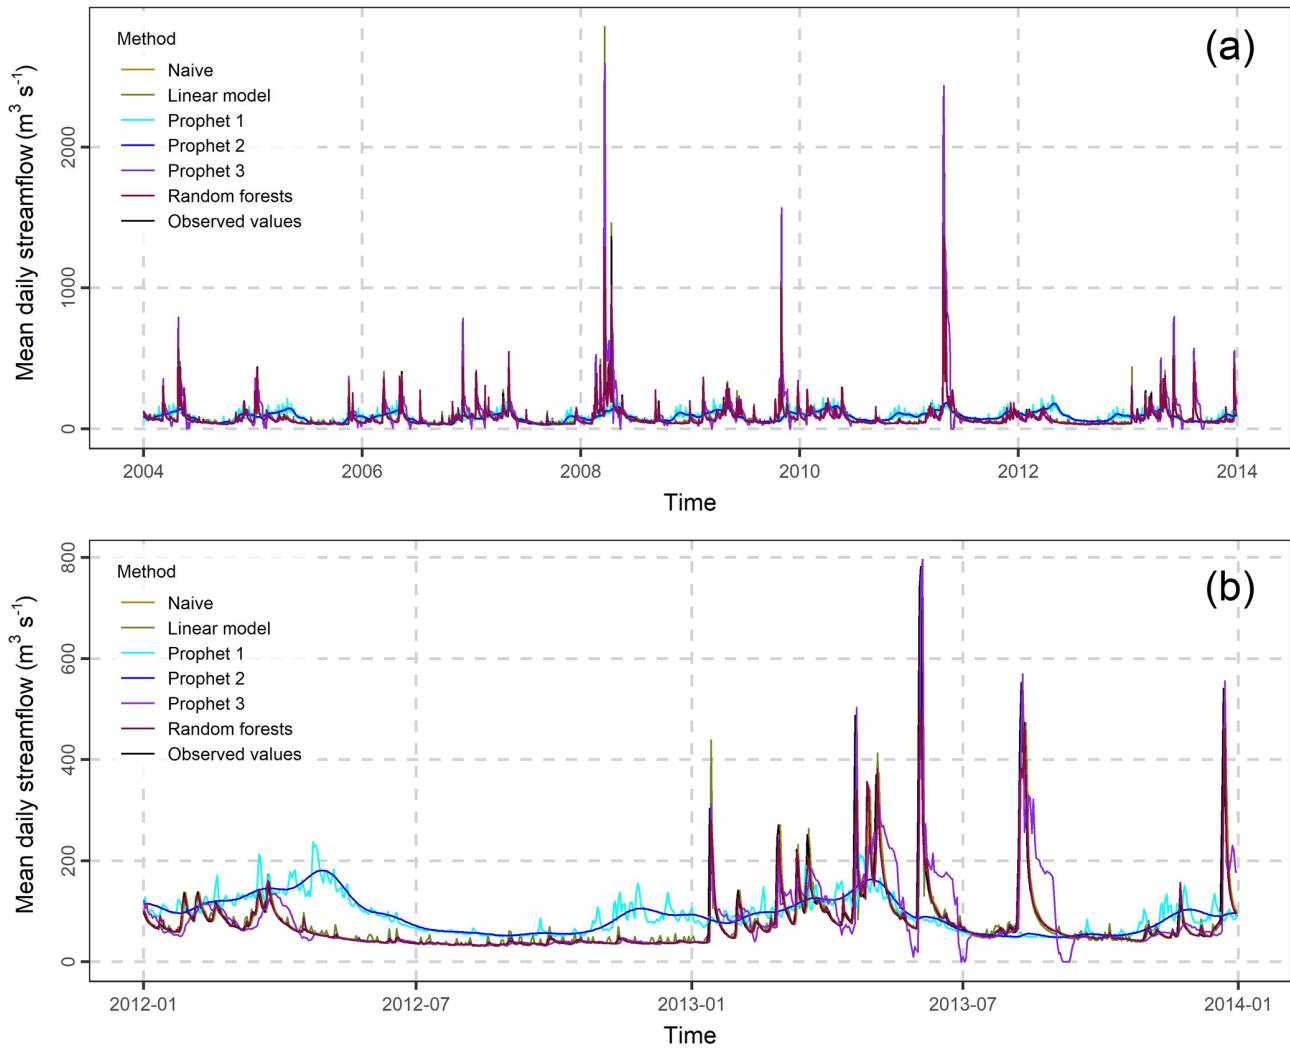 (a)
Method
Naive
Linear model
Prophet 1
Prophet 2
Prophet 3
Random forests
Observed values
Mean daily streamflow (m³ s⁻¹)
2000
1000
0
2004 2006 2008 2010 2012 2014
Time
(b)
Method
Naive
Linear model
Prophet 1
Prophet 2
Prophet 3
Random forests
Observed values
Mean daily streamflow (m³ s⁻¹)
800
600
400
200
0
2012-01 2012-07 2013-01 2013-07 2014-01
Time